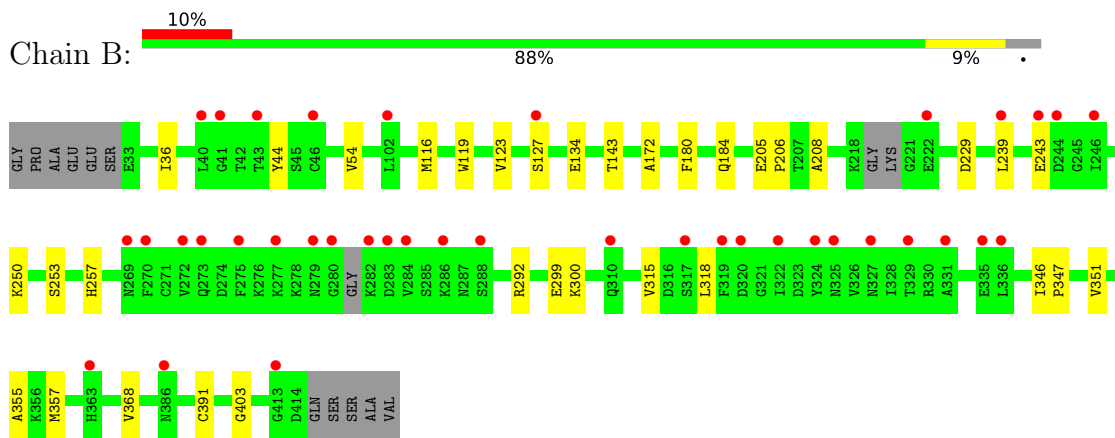 10%
Chain B:
88% 9% •
GLY PRO ALA GLU GLU SER E33 I36 L40 G41 T42 T43 Y44 S45 C46 V54 L102 M116 W119 V123 S127 E134 T143 A172 F180 Q184 E205 P206 T207 A208 K218 GLY LYS G221 E222 D229 L239 E243 D244 G245 I246
K250 S253 H257 N269 F270 C271 V272 Q273 D274 F275 K276 K277 K278 N279 G280 GLY K282 D283 V284 S285 K286 N287 S288 R292 E299 K300 Q310 V315 D316 S317 L318 F319 D320 G321 I322 D323 Y324 N325 V326 N327 I328 T329 R330 A331 E335 L336 I346 P347 V351
A355 K356 M357 H363 V368 N386 C391 G403 G413 D414 GLN SER SER ALA VAL